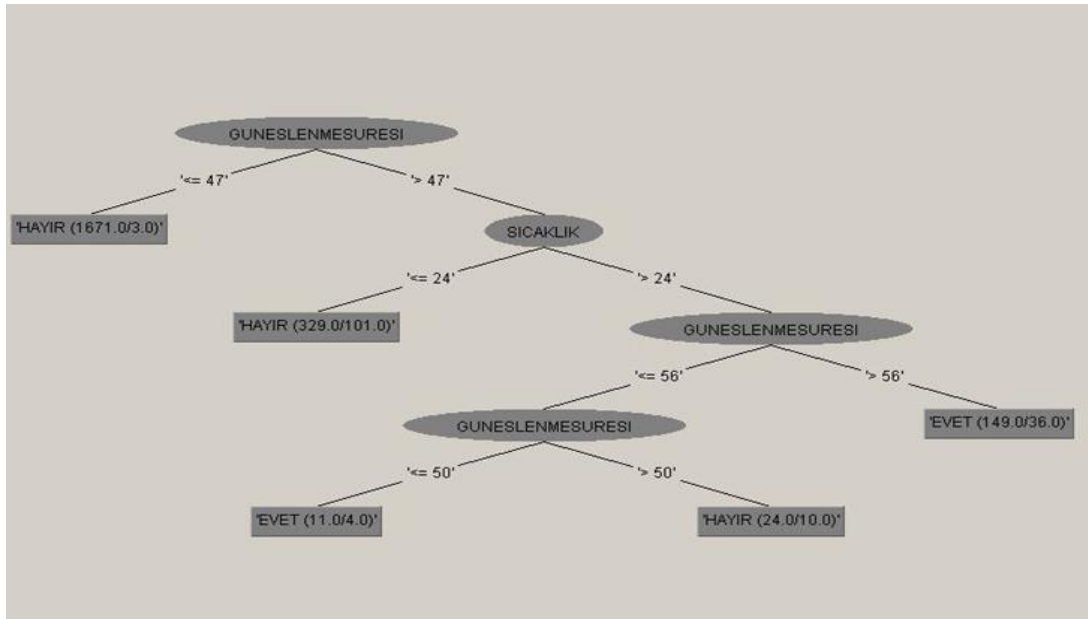 GUNESLENMESURESI
'<= 47'
'> 47'
'HAYIR (1671.0/3.0)'
SICAKLIK
'<= 24'
'> 24'
'HAYIR (329.0/101.0)'
GUNESLENMESURESI
'<= 56'
'> 56'
GUNESLENMESURESI
'EVET (149.0/36.0)'
'<= 50'
'> 50'
'EVET (11.0/4.0)'
'HAYIR (24.0/10.0)'